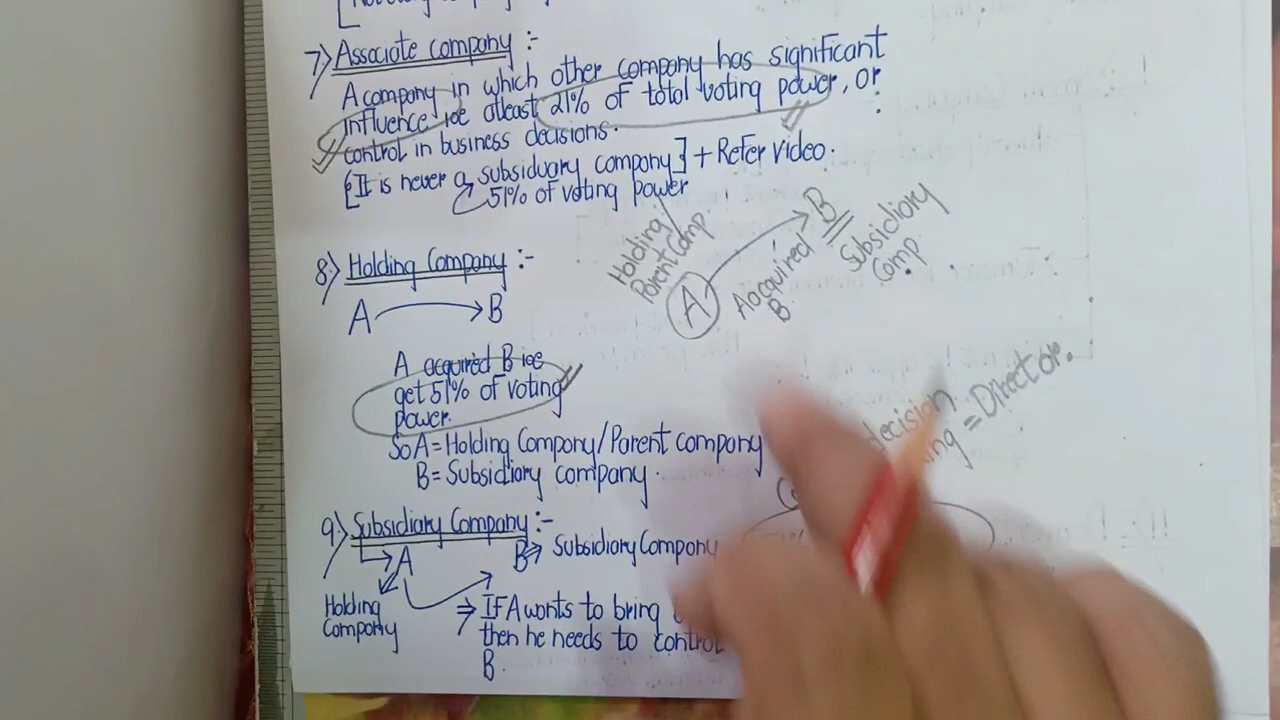 7) Associate company :-
A company in which other company has significant
influence ie atleast 21% of total voting power, or
control in business decisions.
[It is never a subsiduary company] + Refer video.
51% of voting power
Holding/
Parent Comp.
A
A acquired
B
B
Subsidiary
Comp.
8) Holding Company :-
A B
A acquired B ie
get 51% of voting
power.
So A = Holding Company/Parent company
B = Subsidiary company.
decision
= Director.
9) Subsidiary Company :-
A B Subsidiary Company
Holding
Company
⇒ If A wants to bring
then he needs to control
B.